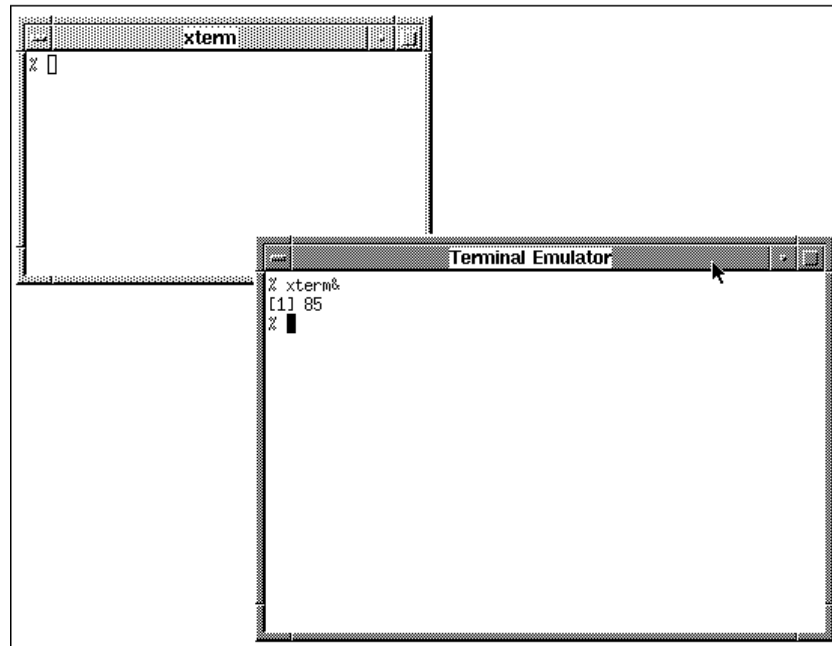 xterm
%
Terminal Emulator
% xterm&
[1] 85
%